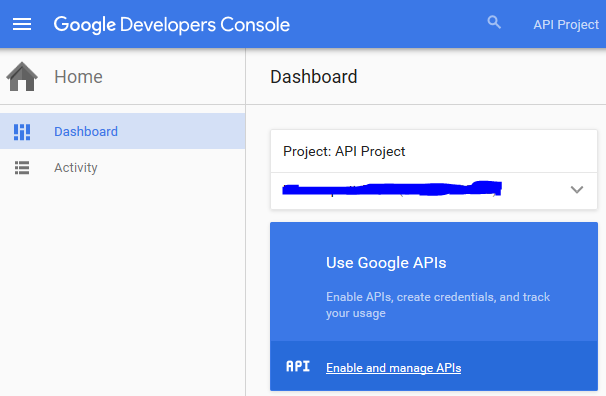 Google Developers Console
API Project
Home
Dashboard
Dashboard
Activity
Project: API Project
Use Google APIs
Enable APIs, create credentials, and track
your usage
API
Enable and manage APIs